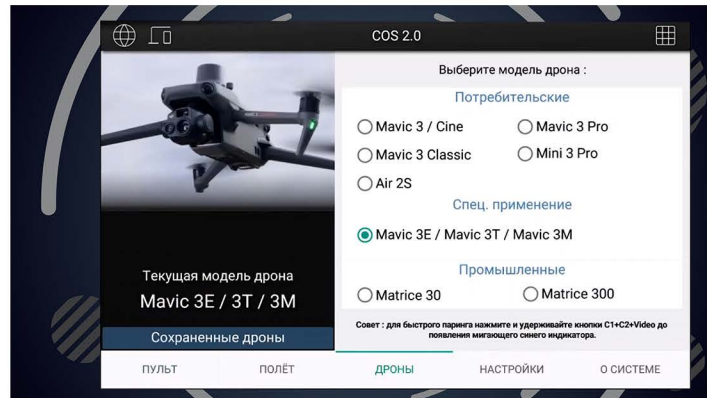 COS 2.0
Выберите модель дрона :
Потребительские
Mavic 3 / Cine
Mavic 3 Pro
Mavic 3 Classic
Mini 3 Pro
Air 2S
Спец. применение
Mavic 3E / Mavic 3T / Mavic 3M
Промышленные
Matrice 30
Matrice 300
Совет : для быстрого паринга нажмите и удерживайте кнопки C1+C2+Video до
появления мигающего синего индикатора.
Текущая модель дрона
Mavic 3E / 3T / 3M
Сохраненные дроны
ПУЛЬТ
ПОЛЁТ
ДРОНЫ
НАСТРОЙКИ
О СИСТЕМЕ